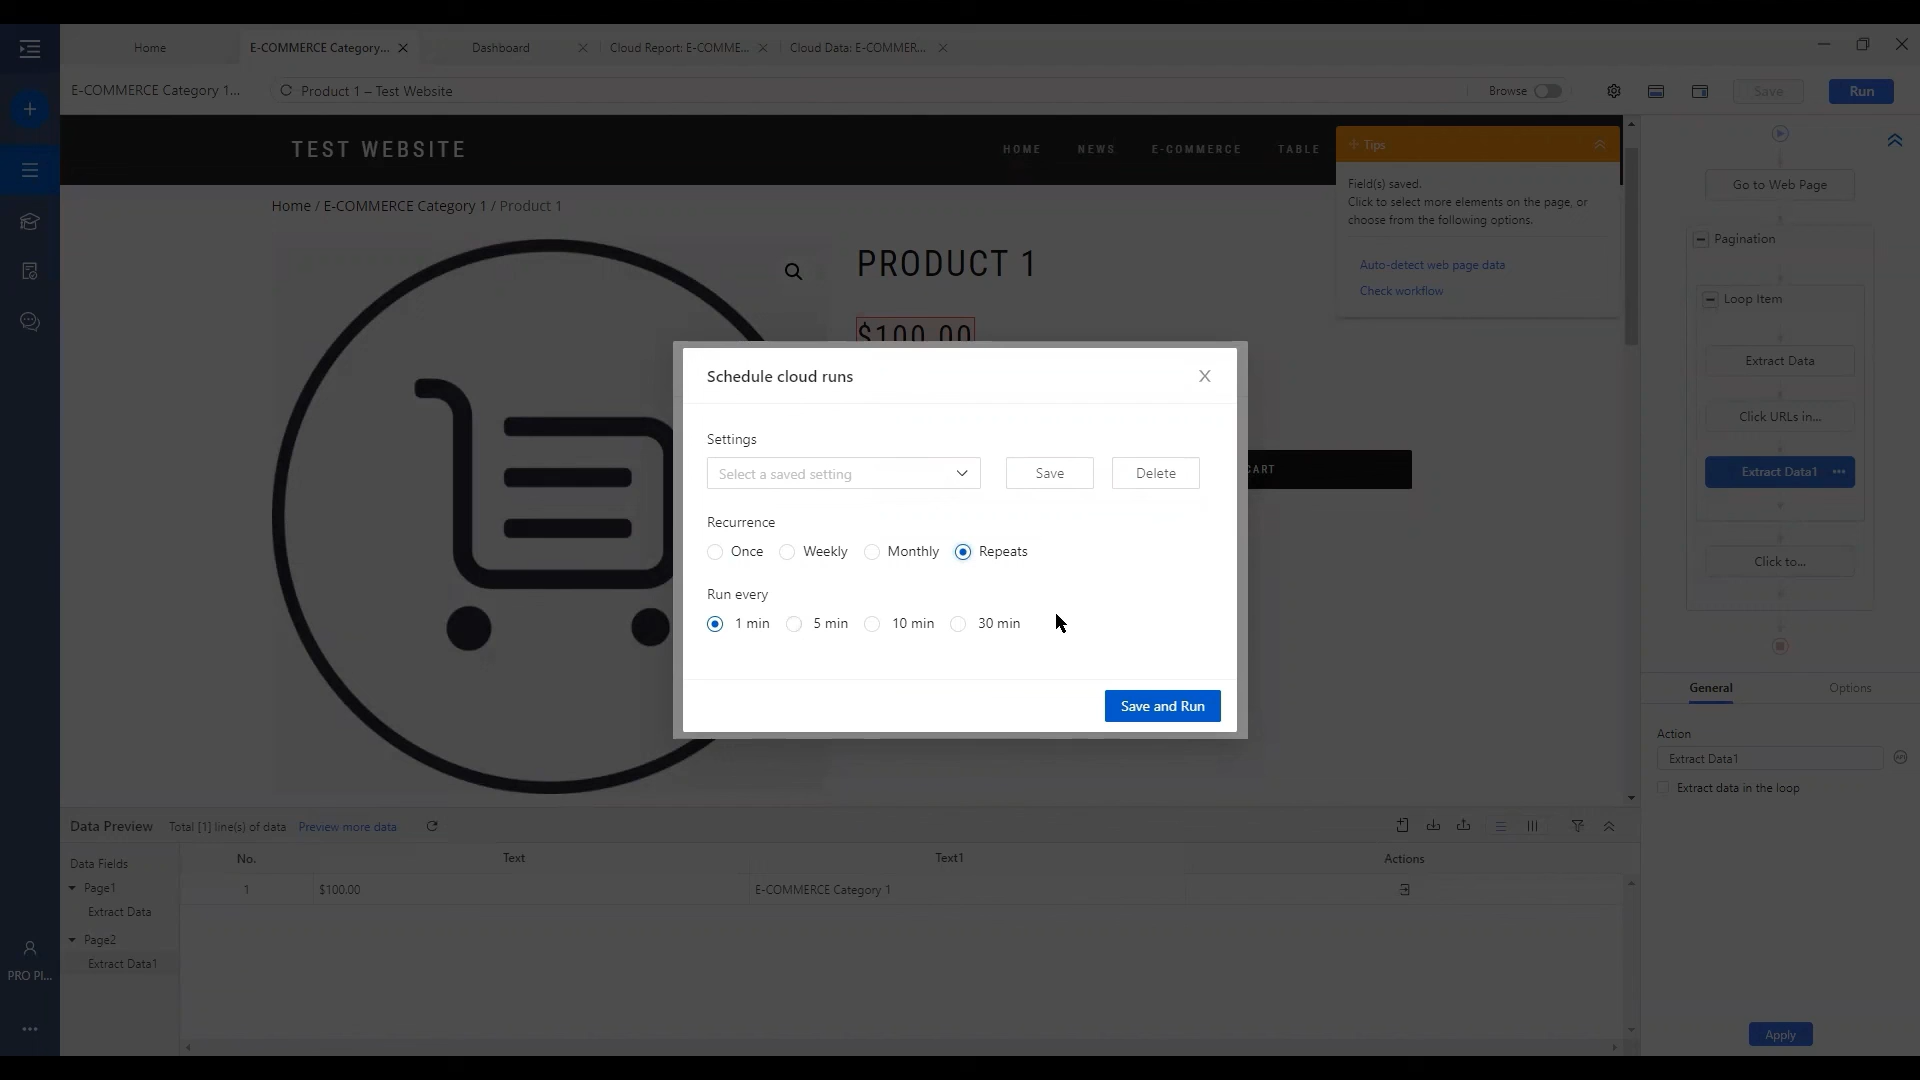 Home
E-COMMERCE Category...
Dashboard
Cloud Report: E-COMME...
Cloud Data: E-COMMER...
E-COMMERCE Category 1...
Product 1 – Test Website
Browse
Save
Run
TEST WEBSITE
HOME
NEWS
E-COMMERCE
TABLE
Tips
Field(s) saved.
Click to select more elements on the page, or
choose from the following options.
Auto-detect web page data
Check workflow
Home / E-COMMERCE Category 1 / Product 1
PRODUCT 1
$100.00
CART
Go to Web Page
Pagination
Loop Item
Extract Data
Click URLs in...
Extract Data1
Click to...
Schedule cloud runs
Settings
Select a saved setting
Save
Delete
Recurrence
Once
Weekly
Monthly
Repeats
Run every
1 min
5 min
10 min
30 min
Save and Run
General
Options
Action
Extract Data1
Extract data in the loop
Apply
Data Preview
Total [1] line(s) of data
Preview more data
Data Fields
Page1
Extract Data
Page2
Extract Data1
No.
Text
Text1
Actions
1
$100.00
E-COMMERCE Category 1
PRO Pl...